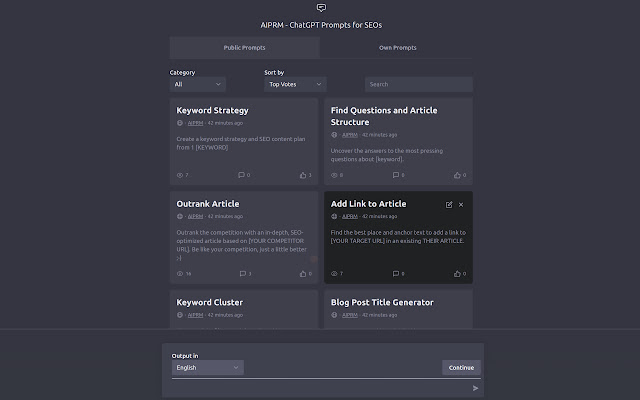 AIPRM - ChatGPT Prompts for SEOs
Public Prompts
Own Prompts
Category
Sort by
All
Top Votes
Search
Keyword Strategy
· AIPRM · 42 minutes ago
Create a keyword strategy and SEO content plan
from 1 [KEYWORD]
7
0
3
Find Questions and Article
Structure
· AIPRM · 42 minutes ago
Uncover the answers to the most pressing
questions about [keyword].
8
0
0
Outrank Article
· AIPRM · 42 minutes ago
Outrank the competition with an in-depth, SEO-
optimized article based on [YOUR COMPETITOR
URL]. Be like your competition, just a little better
;-)
16
3
0
Add Link to Article
· AIPRM · 42 minutes ago
Find the best place and anchor text to add a link to
[YOUR TARGET URL] in an existing THEIR ARTICLE.
7
0
0
Keyword Cluster
· AIPRM · 42 minutes ago
Blog Post Title Generator
· AIPRM · 42 minutes ago
Output in
English
Continue